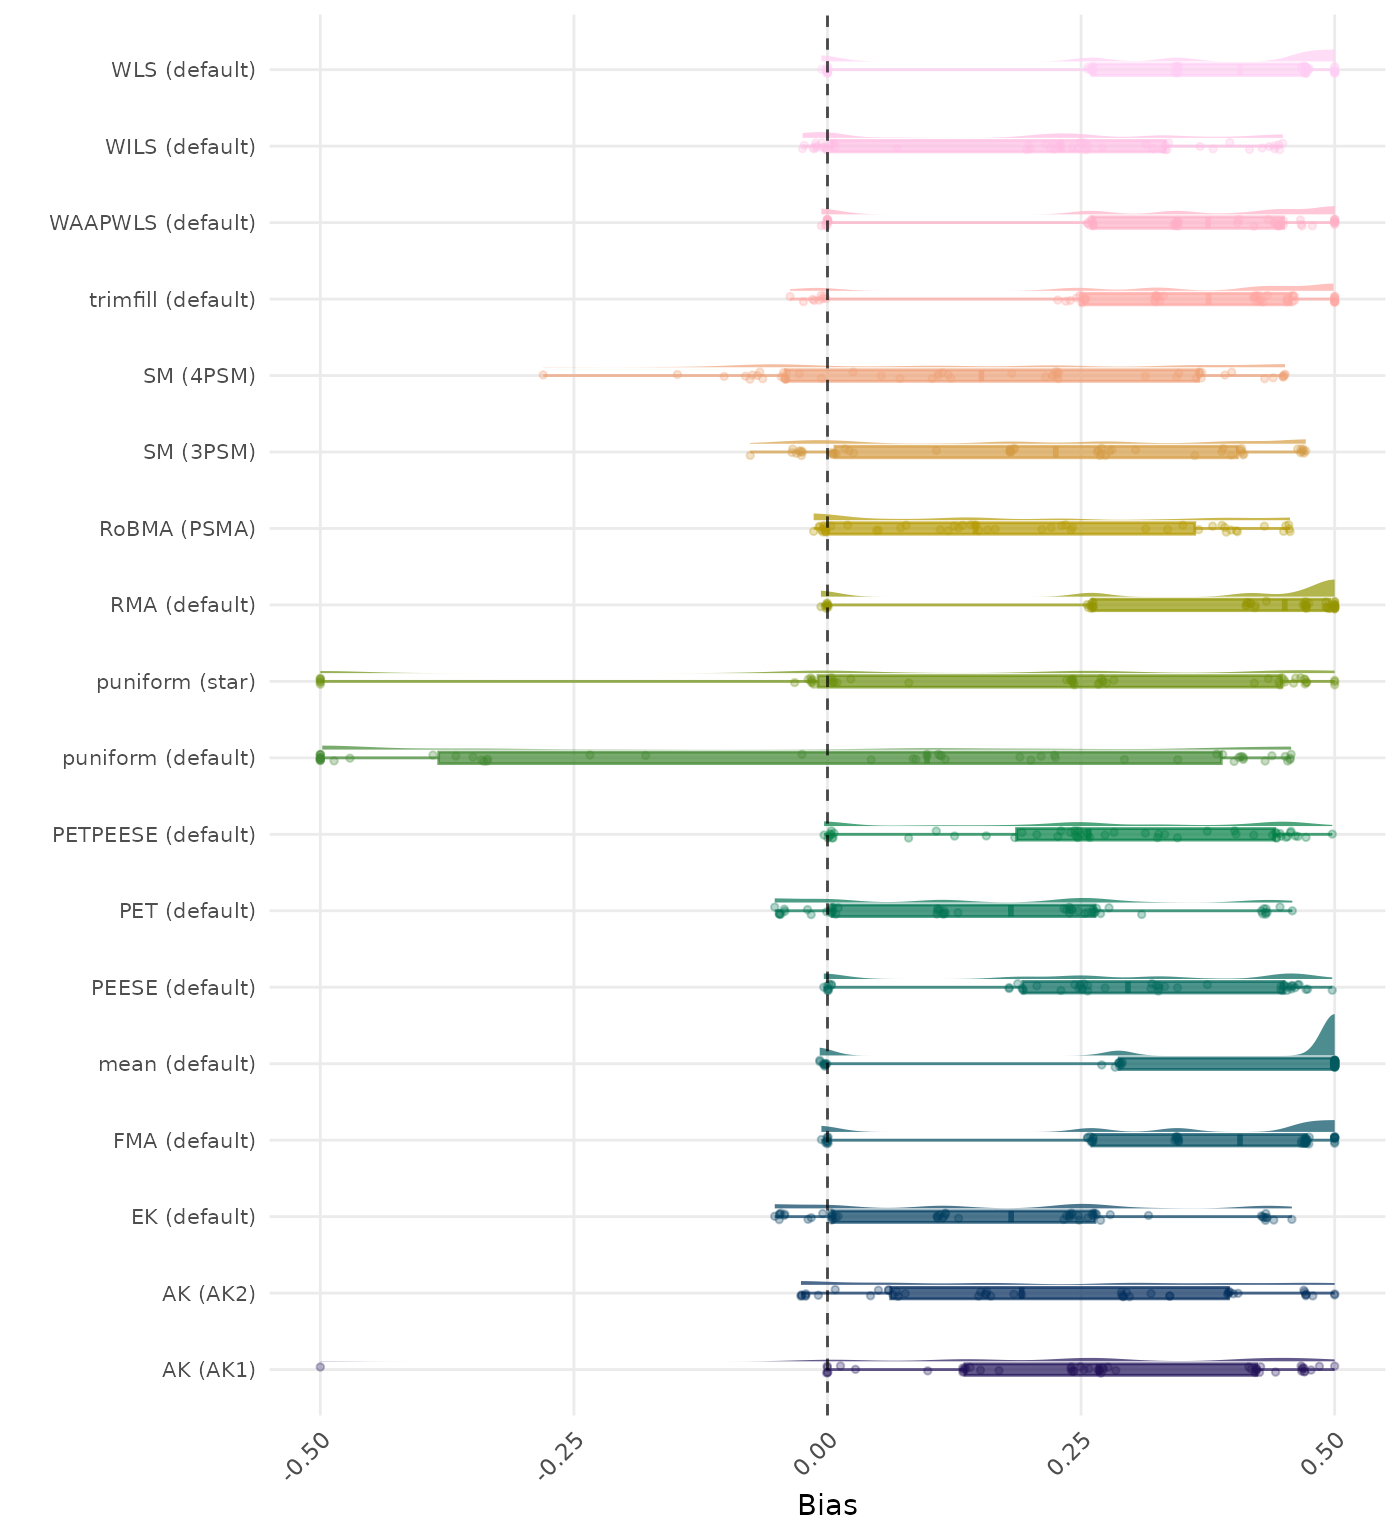 WLS (default)
WILS (default)
WAAPWLS (default)
trimfill (default)
SM (4PSM)
SM (3PSM)
RoBMA (PSMA)
RMA (default)
puniform (star)
puniform (default)
PETPEESE (default)
PET (default)
PEESE (default)
mean (default)
FMA (default)
EK (default)
AK (AK2)
AK (AK1)
-0.50 -0.25 0.00 0.25 0.50
Bias